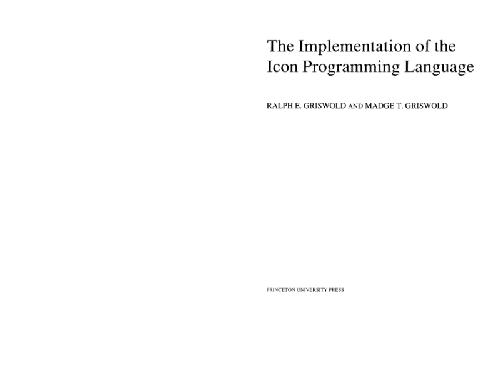 The Implementation of the
Icon Programming Language
RALPH E. GRISWOLD AND MADGE T. GRISWOLD
PRINCETON UNIVERSITY PRESS